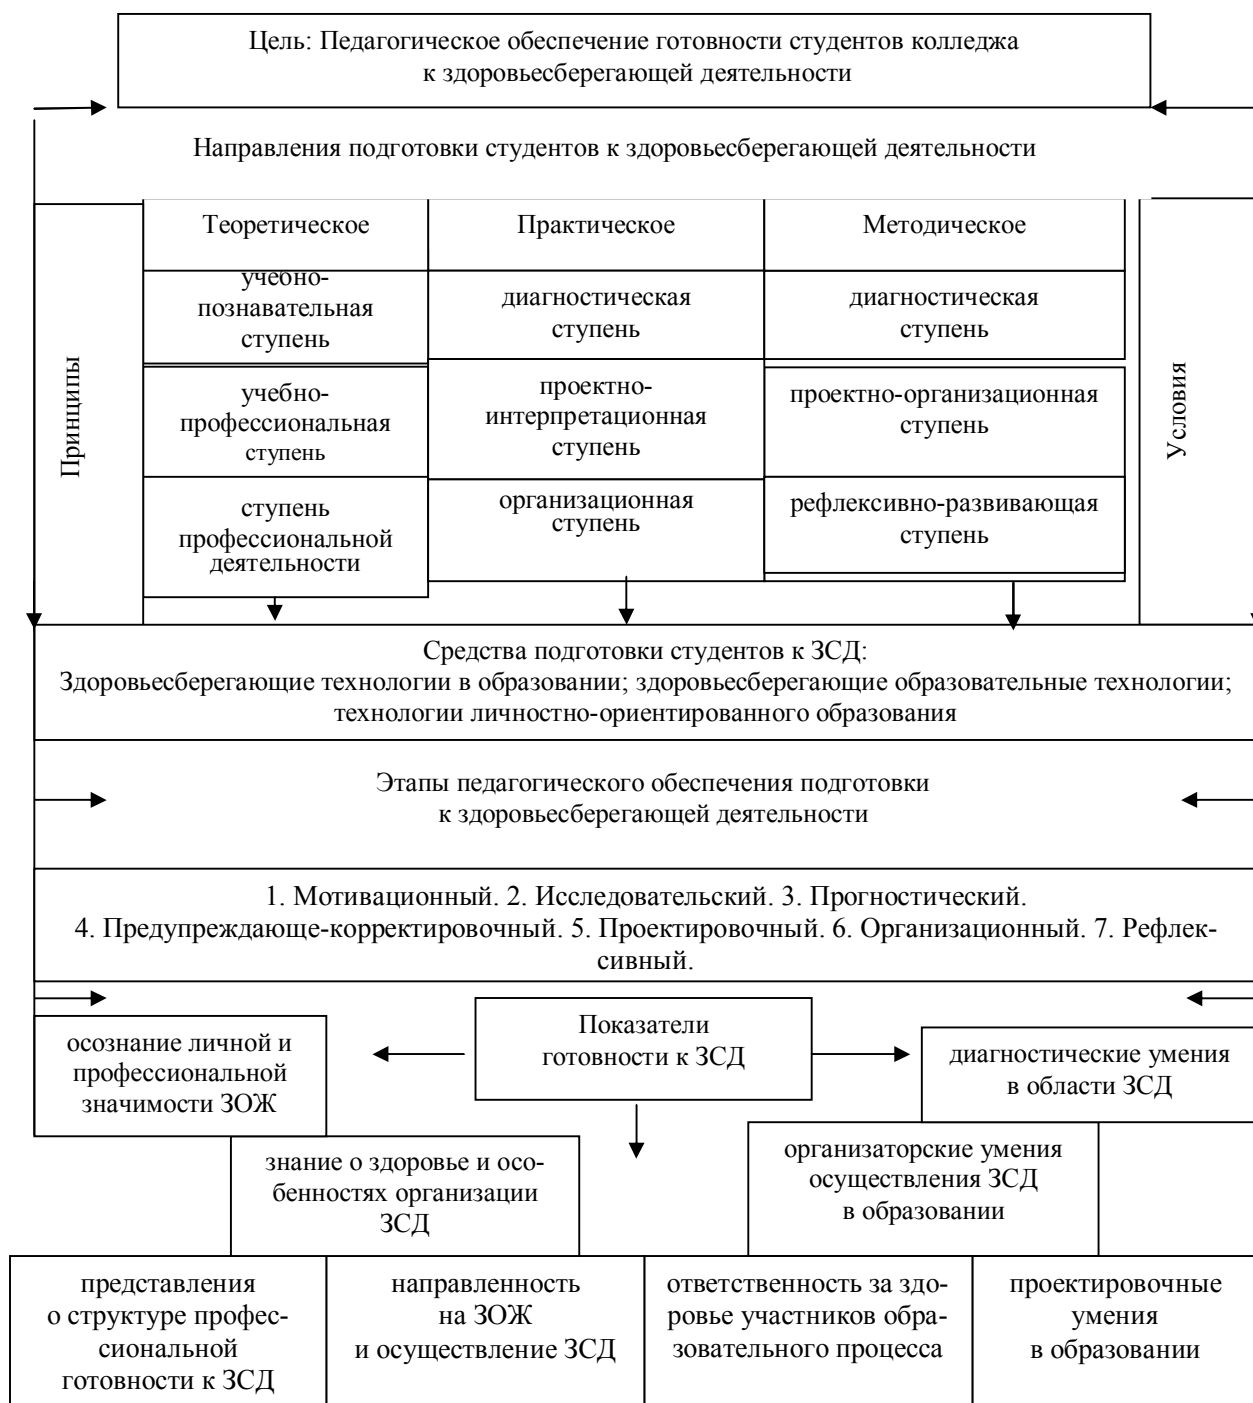 Цель: Педагогическое обеспечение готовности студентов колледжа
к здоровьесберегающей деятельности
Направления подготовки студентов к здоровьесберегающей деятельности
Принципы
Теоретическое
учебно-
познавательная
ступень
учебно-
профессиональная
ступень
ступень
профессиональной
деятельности
Практическое
диагностическая
ступень
проектно-
интерпретационная
ступень
организационная
ступень
Методическое
диагностическая
ступень
проектно-организационная
ступень
рефлексивно-развивающая
ступень
Условия
Средства подготовки студентов к ЗСД:
Здоровьесберегающие технологии в образовании; здоровьесберегающие образовательные технологии;
технологии личностно-ориентированного образования
Этапы педагогического обеспечения подготовки
к здоровьесберегающей деятельности
1. Мотивационный. 2. Исследовательский. 3. Прогностический.
4. Предупреждающе-корректировочный. 5. Проектировочный. 6. Организационный. 7. Рефлек-
сивный.
Показатели
готовности к ЗСД
осознание личной и
профессиональной
значимости ЗОЖ
диагностические умения
в области ЗСД
знание о здоровье и осо-
бенностях организации
ЗСД
организаторские умения
осуществления ЗСД
в образовании
представления
о структуре профес-
сиональной
готовности к ЗСД
направленность
на ЗОЖ
и осуществление ЗСД
ответственность за здо-
ровье участников обра-
зовательного процесса
проектировочные
умения
в образовании